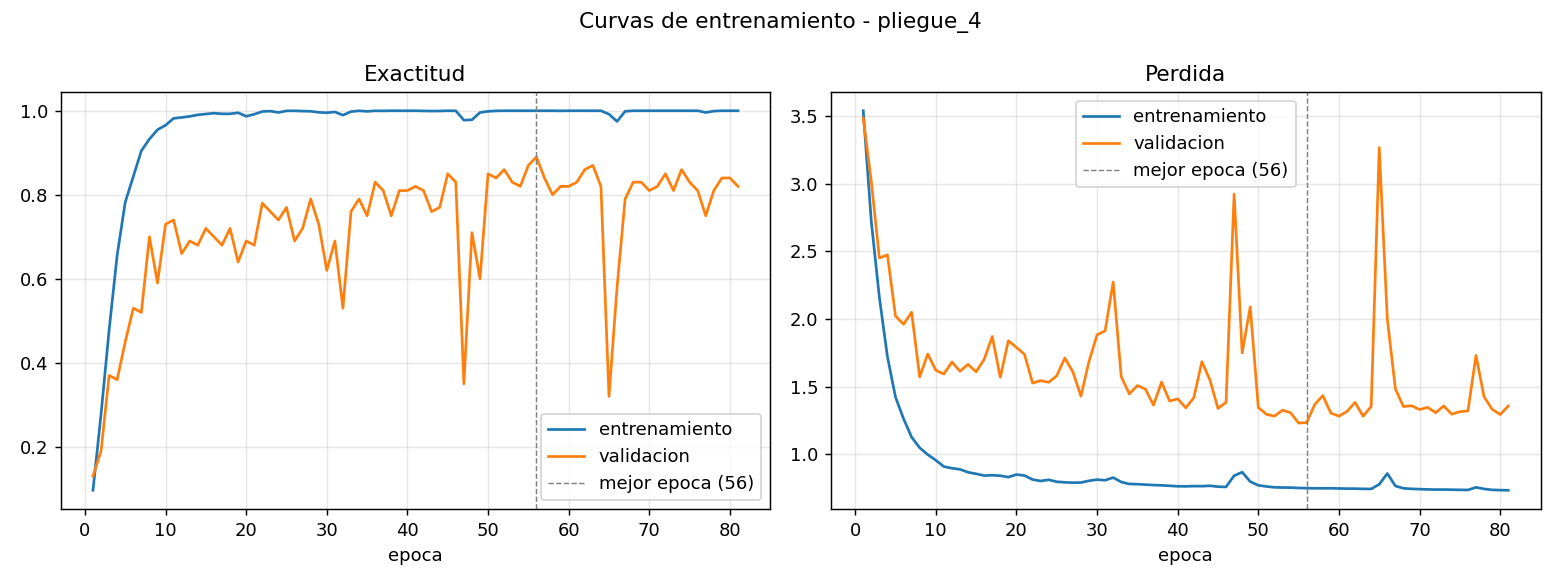 Curvas de entrenamiento - pliegue_4
Exactitud
1.0
0.8
0.6
0.4
0.2
0 10 20 30 40 50 60 70 80
epoca
entrenamiento
validacion
mejor epoca (56)
Perdida
3.5
3.0
2.5
2.0
1.5
1.0
0 10 20 30 40 50 60 70 80
epoca
entrenamiento
validacion
mejor epoca (56)